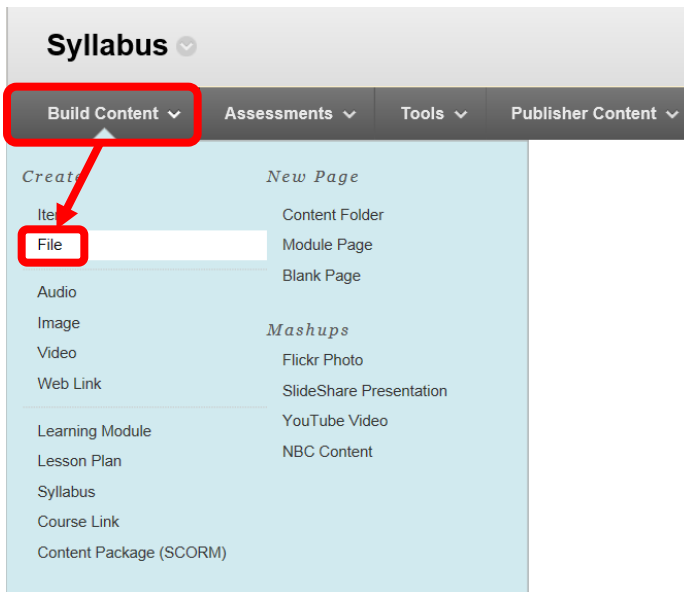 Syllabus
Build Content Assessments Tools Publisher Content
Create
Item
File
Audio
Image
Video
Web Link
Learning Module
Lesson Plan
Syllabus
Course Link
Content Package (SCORM)
New Page
Content Folder
Module Page
Blank Page
Mashups
Flickr Photo
SlideShare Presentation
YouTube Video
NBC Content